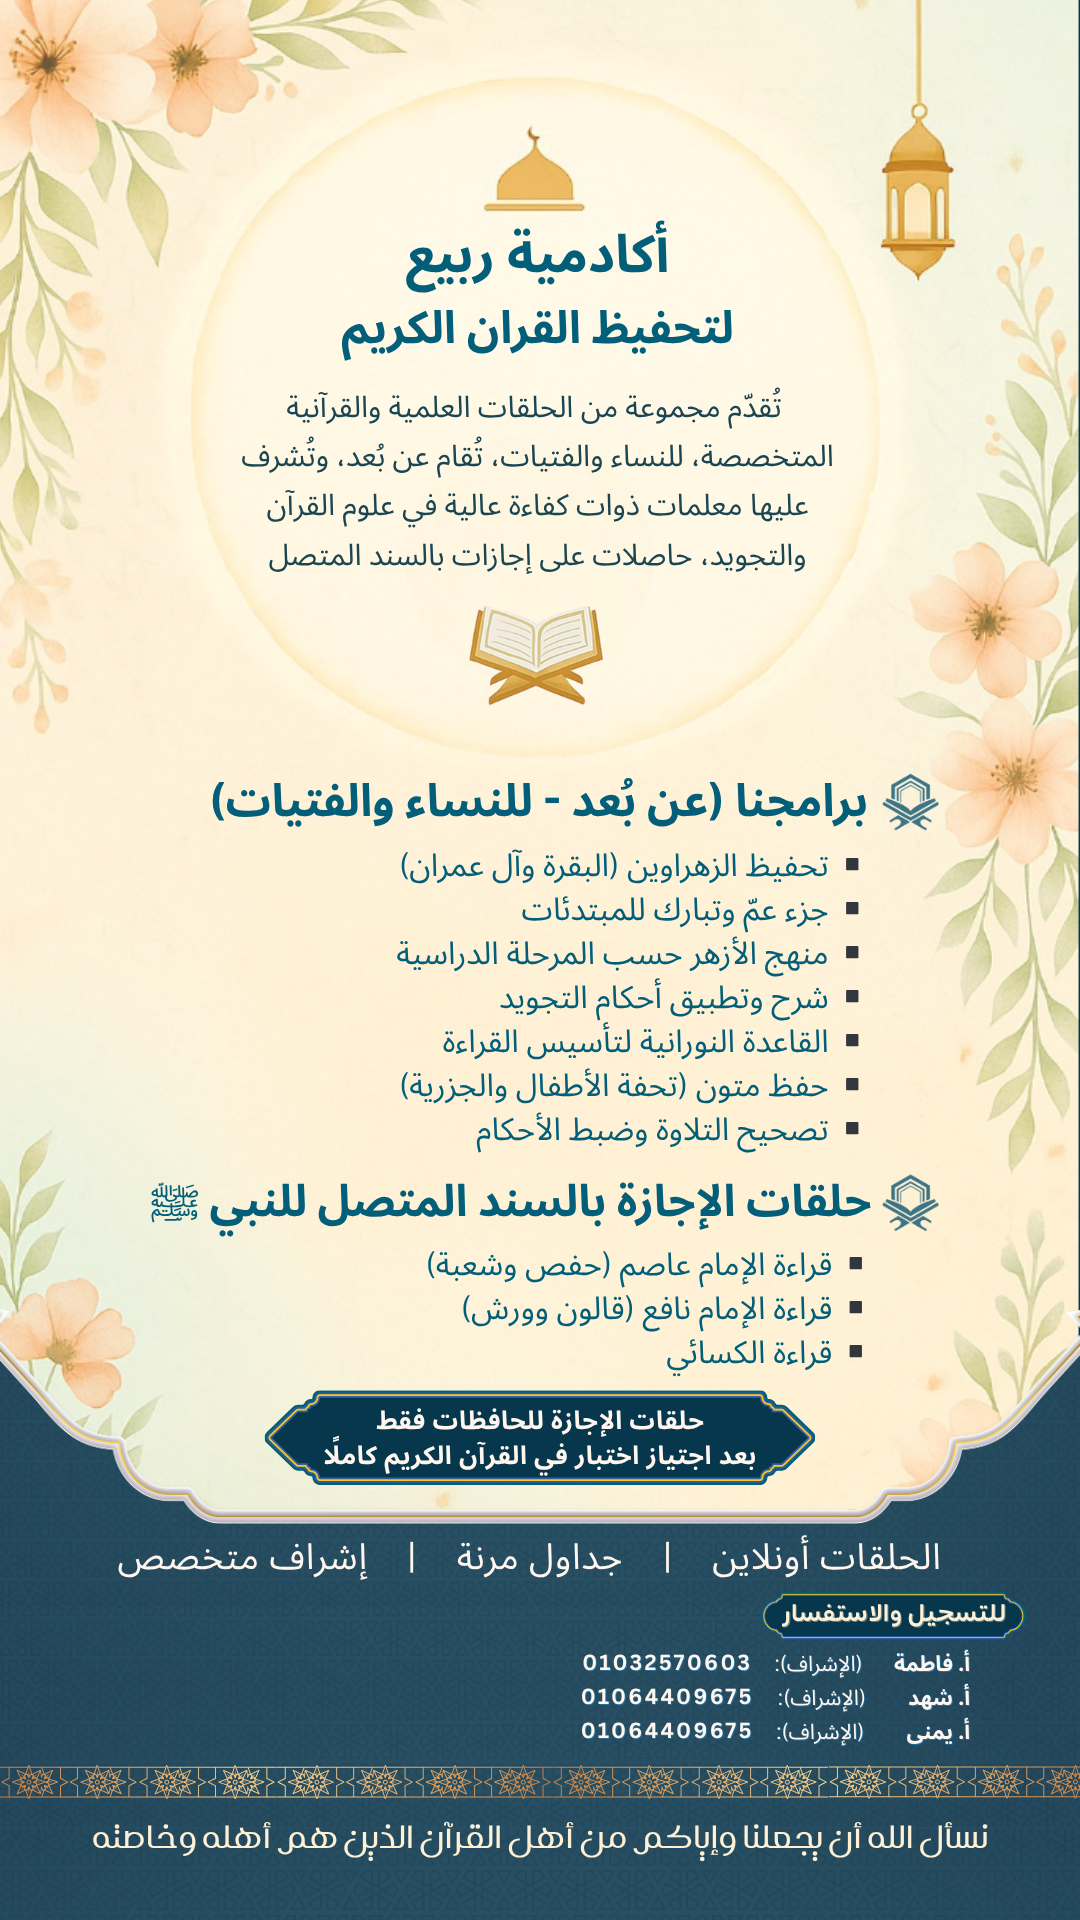 أكادمية ربيع
لتحفيظ القران الكريم
تُقدّم مجموعة من الحلقات العلمية والقرآنية
المتخصصة، للنساء والفتيات، تُقام عن بُعد، وتُشرف
عليها معلمات ذوات كفاءة عالية في علوم القرآن
والتجويد، حاصلات على إجازات بالسند المتصل
برامجنا (عن بُعد - للنساء والفتيات)
▪ تحفيظ الزهراوين (البقرة وآل عمران)
▪ جزء عمّ وتبارك للمبتدئات
▪ منهج الأزهر حسب المرحلة الدراسية
▪ شرح وتطبيق أحكام التجويد
▪ القاعدة النورانية لتأسيس القراءة
▪ حفظ متون (تحفة الأطفال والجزرية)
▪ تصحيح التلاوة وضبط الأحكام
حلقات الإجازة بالسند المتصل للنبي ﷺ
▪ قراءة الإمام عاصم (حفص وشعبة)
▪ قراءة الإمام نافع (قالون وورش)
▪ قراءة الكسائي
حلقات الإجازة للحافظات فقط
بعد اجتياز اختبار في القرآن الكريم كاملًا
الحلقات أونلاين | جداول مرنة | إشراف متخصص
للتسجيل والاستفسار
أ. فاطمة (الإشراف): 01032570603
أ. شهد (الإشراف): 01064409675
أ. يمنى (الإشراف): 01064409675
نسأل الله أن يجعلنا وإياكم من أهل القرآن الذين هم أهله وخاصته